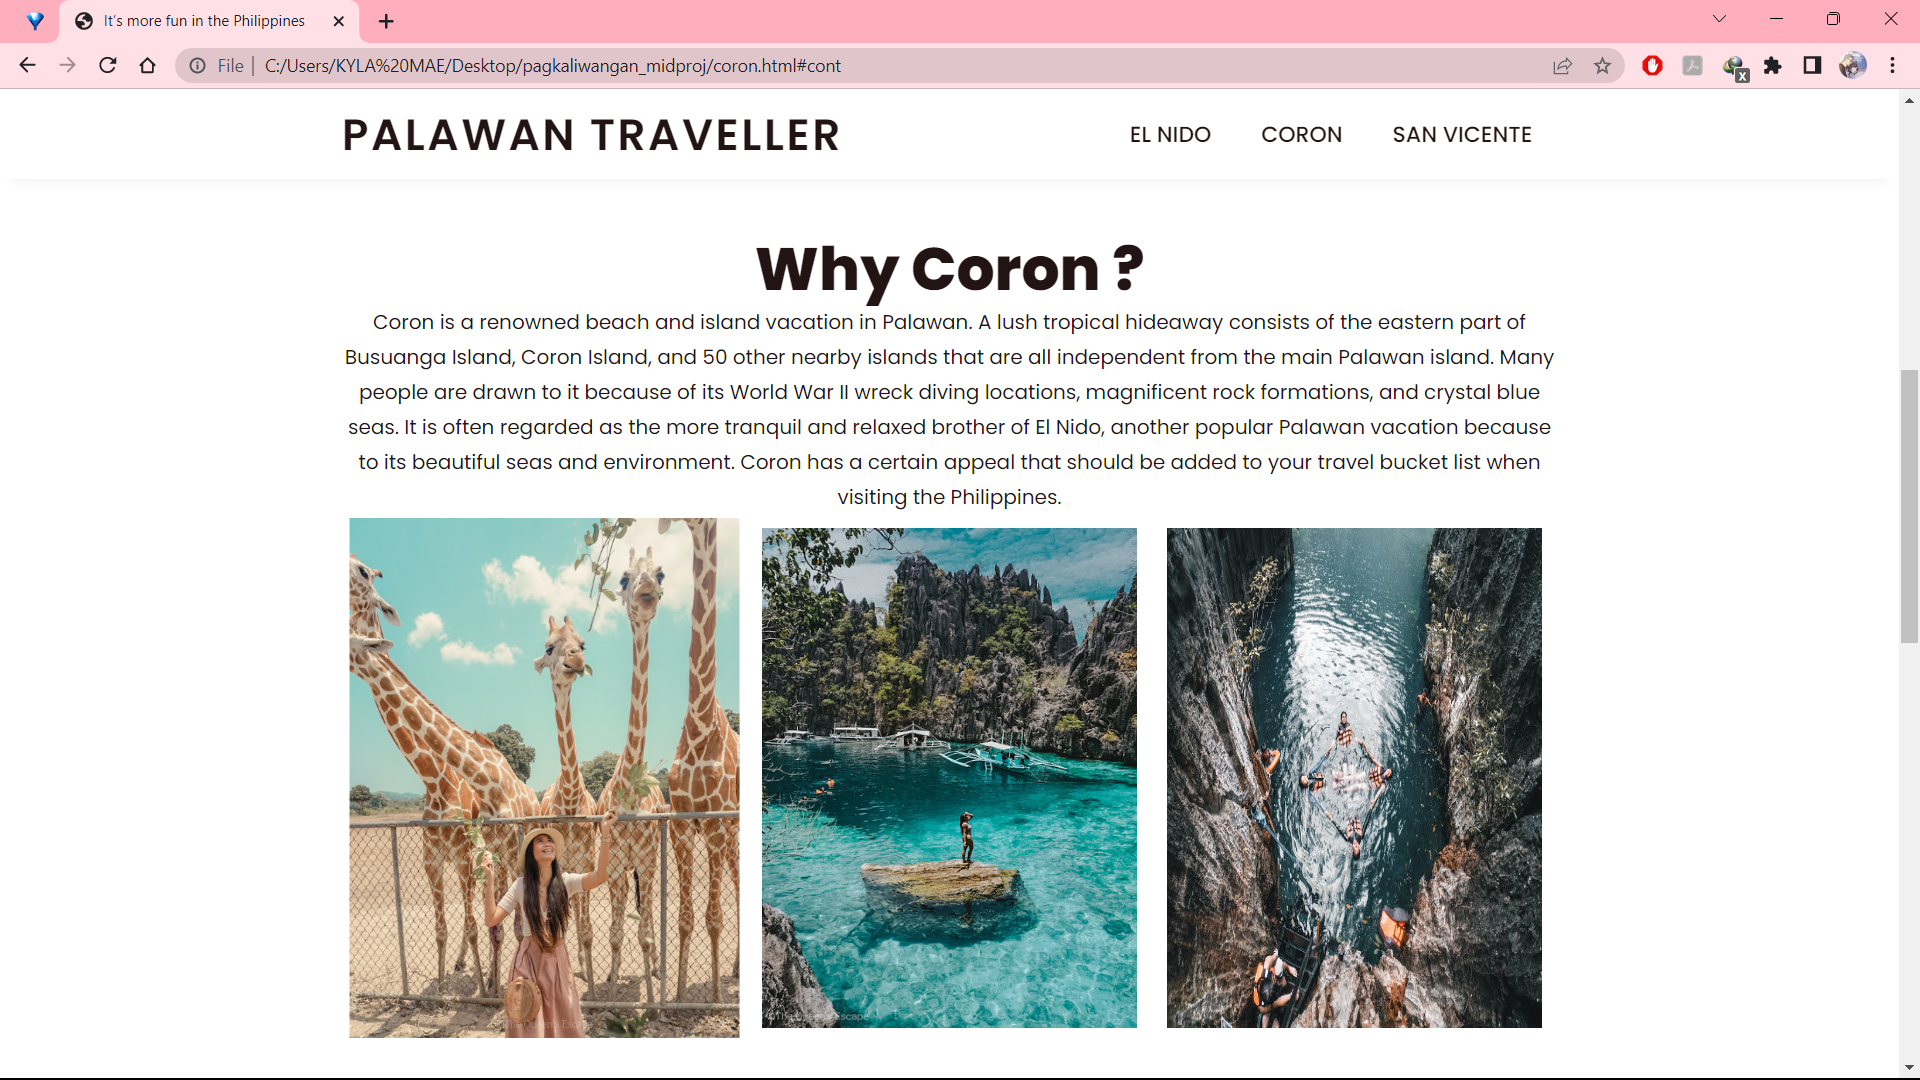 It's more fun in the Philippines
File | C:/Users/KYLA%20MAE/Desktop/pagkaliwangan_midproj/coron.html#cont
PALAWAN TRAVELLER
EL NIDO CORON SAN VICENTE
Why Coron ?
Coron is a renowned beach and island vacation in Palawan. A lush tropical hideaway consists of the eastern part of
Busuanga Island, Coron Island, and 50 other nearby islands that are all independent from the main Palawan island. Many
people are drawn to it because of its World War II wreck diving locations, magnificent rock formations, and crystal blue
seas. It is often regarded as the more tranquil and relaxed brother of El Nido, another popular Palawan vacation because
to its beautiful seas and environment. Coron has a certain appeal that should be added to your travel bucket list when
visiting the Philippines.